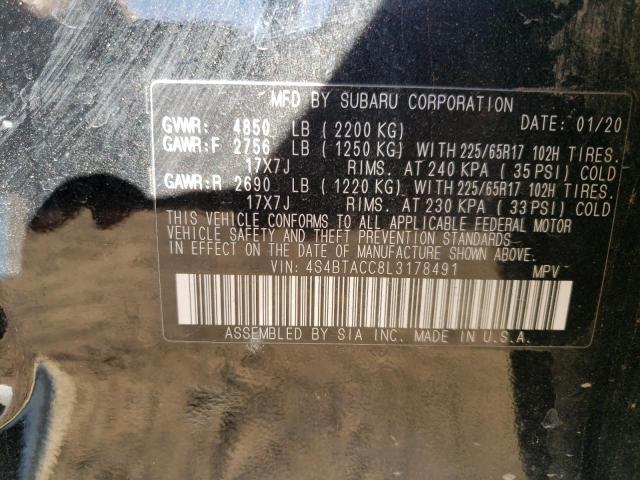 MFD BY SUBARU CORPORATION DATE: 01/20
GVWR: 4850 LB ( 2200 KG)
GAWR:F 2756 LB ( 1250 KG) WITH 225/65R17 102H TIRES.
17X7J RIMS. AT 240 KPA ( 35 PSI) COLD
GAWR:R 2690 LB ( 1220 KG) WITH 225/65R17 102H TIRES.
17X7J RIMS. AT 230 KPA ( 33 PSI) COLD
THIS VEHICLE CONFORMS TO ALL APPLICABLE FEDERAL MOTOR
VEHICLE SAFETY AND THEFT PREVENTION STANDARDS
IN EFFECT ON THE DATE OF MANUFACTURE SHOWN ABOVE.
VIN: 4S4BTACC8L3178491 MPV
ASSEMBLED BY SIA INC. MADE IN U.S.A.